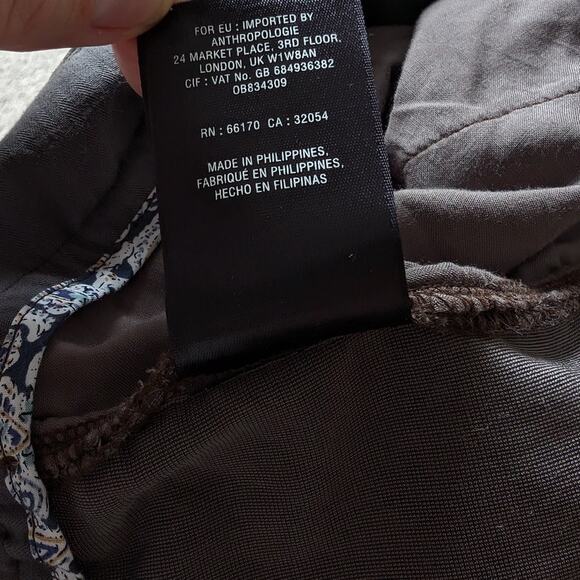 FOR EU : IMPORTED BY
ANTHROPOLOGIE
24 MARKET PLACE, 3RD FLOOR,
LONDON, UK W1W8AN
CIF : VAT No. GB 684936382
OB834309
RN : 66170 CA : 32054
MADE IN PHILIPPINES,
FABRIQUÉ EN PHILIPPINES,
HECHO EN FILIPINAS